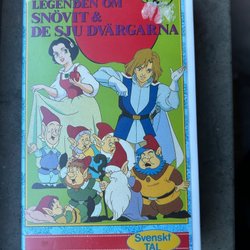 LEGENDEN OM
SNÖVIT &
DE SJU DVÄRGARNA
Svenskt
TAL